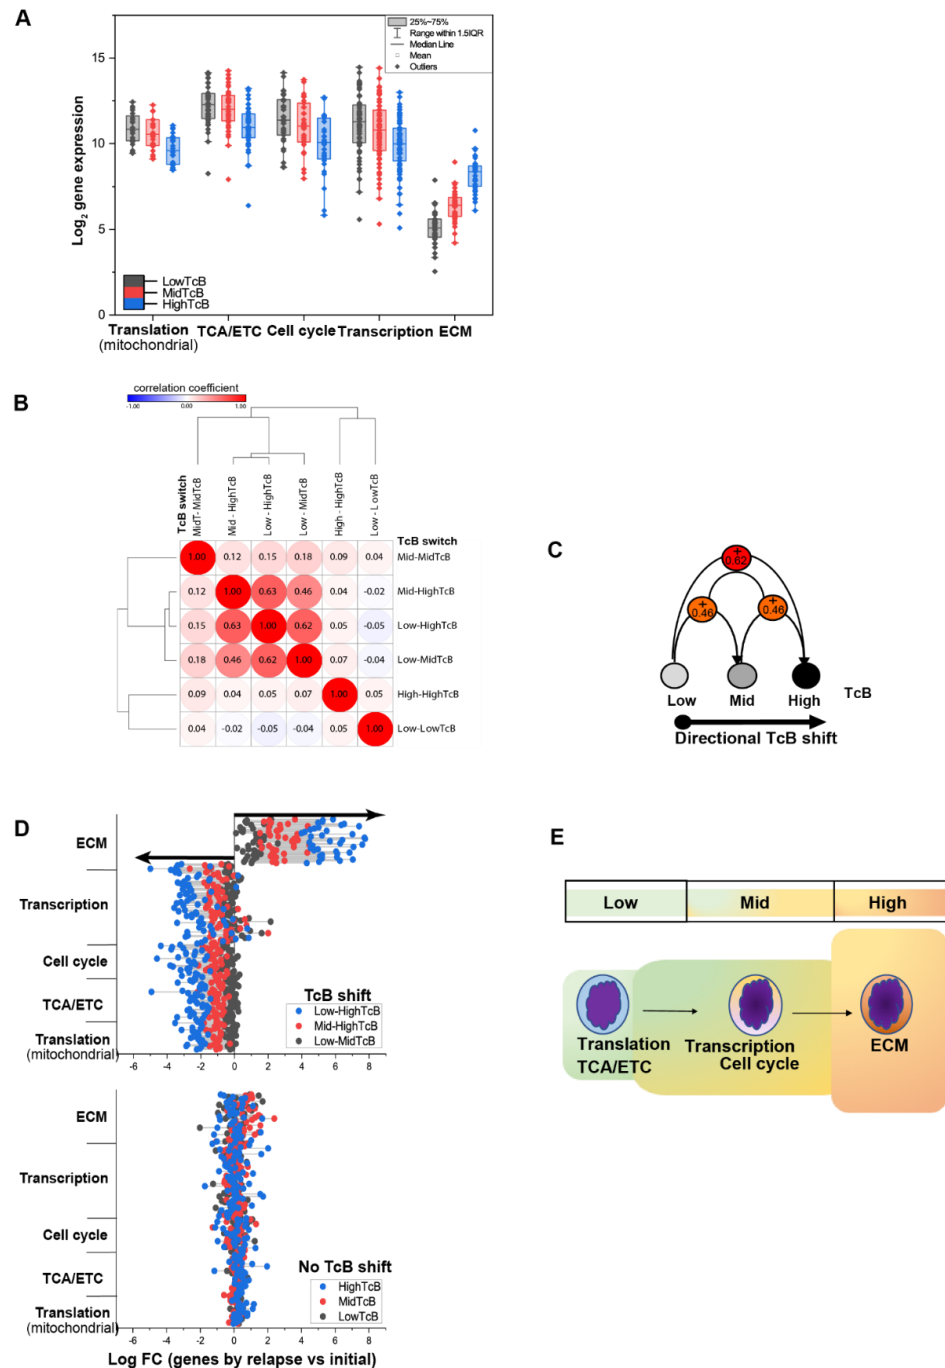 A
25%~75%
Range within 1.5IQR
Median Line
Mean
Outliers
15
10
5
0
Log2 gene expression
LowTcB
MidTcB
HighTcB
Translation
(mitochondrial)
TCA/ETC
Cell cycle
Transcription
ECM
B
correlation coefficient
-1.00 0.00 1.00
TcB switch
MidT- MidTcB
Mid - HighTcB
Low - HighTcB
Low - MidTcB
High - HighTcB
Low - LowTcB
TcB switch
1.00 0.12 0.15 0.18 0.09 0.04 Mid-MidTcB
0.12 1.00 0.63 0.46 0.04 -0.02 Mid-HighTcB
0.15 0.63 1.00 0.62 0.05 -0.05 Low-HighTcB
0.18 0.46 0.62 1.00 0.07 -0.04 Low-MidTcB
0.09 0.04 0.05 0.07 1.00 0.05 High-HighTcB
0.04 -0.02 -0.05 -0.04 0.05 1.00 Low-LowTcB
C
+
0.62
+
0.46
+
0.46
Low Mid High TcB
Directional TcB shift
D
ECM
Transcription
Cell cycle
TCA/ETC
Translation
(mitochondrial)
TcB shift
Low-HighTcB
Mid-HighTcB
Low-MidTcB
-6 -4 -2 0 2 4 6 8
ECM
Transcription
Cell cycle
TCA/ETC
Translation
(mitochondrial)
No TcB shift
HighTcB
MidTcB
LowTcB
-6 -4 -2 0 2 4 6 8
Log FC (genes by relapse vs initial)
E
Low Mid High
Translation
TCA/ETC
Transcription
Cell cycle
ECM